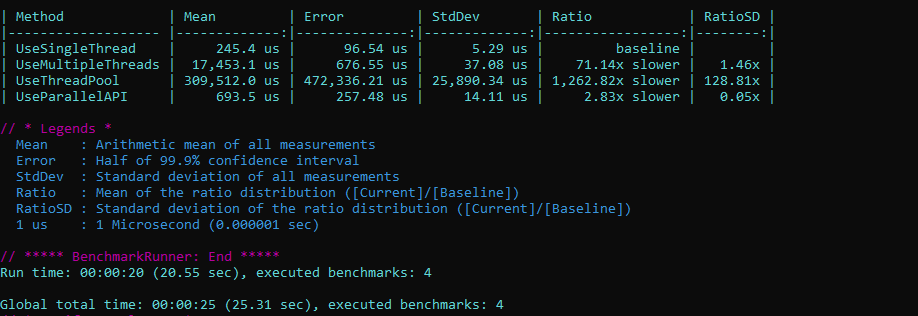 | Method             | Mean         | Error         | StdDev       | Ratio            | RatioSD |
|------------------- |-------------:|--------------:|-------------:|-----------------:|--------:|
| UseSingleThread    |     245.4 us |      96.54 us |      5.29 us |         baseline |         |
| UseMultipleThreads |  17,453.1 us |     676.55 us |     37.08 us |    71.14x slower |   1.46x |
| UseThreadPool      | 309,512.0 us | 472,336.21 us | 25,890.34 us | 1,262.82x slower | 128.81x |
| UseParallelAPI     |     693.5 us |     257.48 us |     14.11 us |     2.83x slower |   0.05x |
// * Legends *
Mean    : Arithmetic mean of all measurements
Error   : Half of 99.9% confidence interval
StdDev  : Standard deviation of all measurements
Ratio   : Mean of the ratio distribution ([Current]/[Baseline])
RatioSD : Standard deviation of the ratio distribution ([Current]/[Baseline])
1 us    : 1 Microsecond (0.000001 sec)
// ***** BenchmarkRunner: End *****
Run time: 00:00:20 (20.55 sec), executed benchmarks: 4
Global total time: 00:00:25 (25.31 sec), executed benchmarks: 4